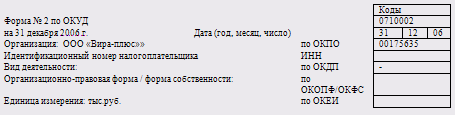 Коды
Форма № 2 по ОКУД 0710002
на 31 декабря 2006 г. Дата (год, месяц, число) 31 12 06
Организация: ООО «Вира-плюс»» по ОКПО 00175635
Идентификационный номер налогоплательщика ИНН
Вид деятельности: по ОКДП -
Организационно-правовая форма / форма собственности: по
ОКОПФ/ОКФС
Единица измерения: тыс.руб. по ОКЕИ